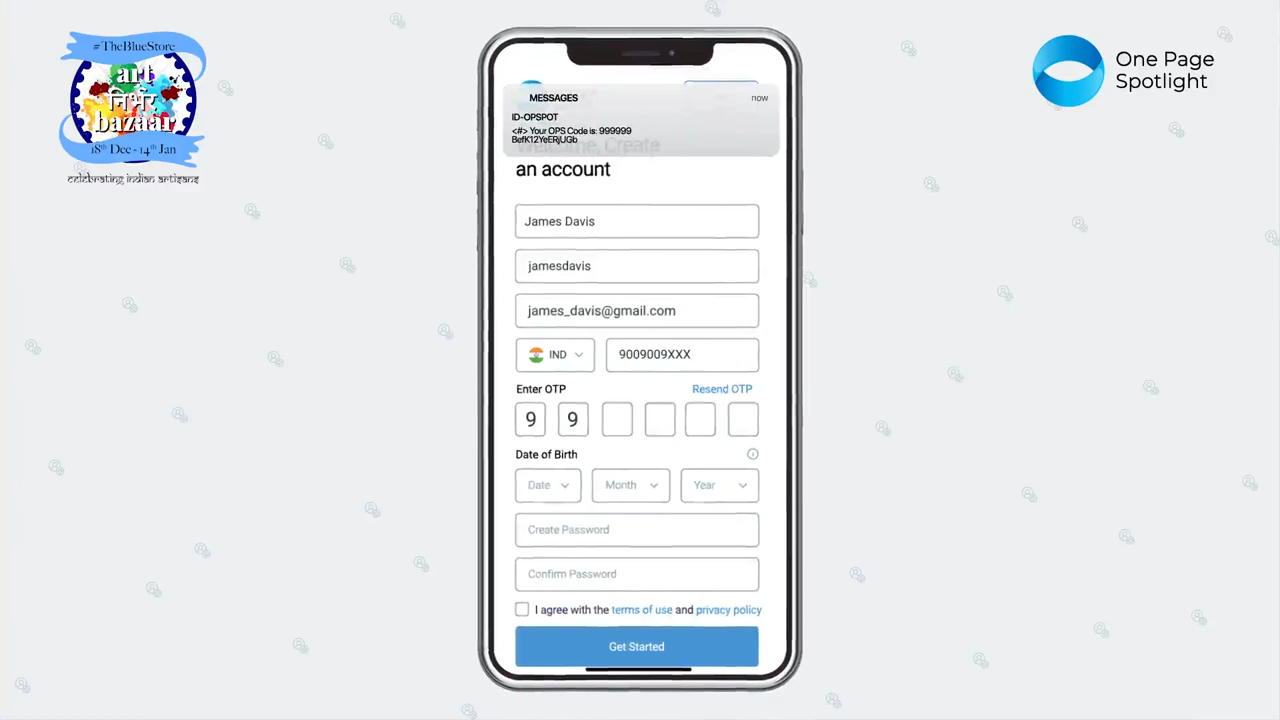 #TheBlueStore
art
निर्भर
bazaar
18th Dec - 14th Jan
celebrating indian artisans
One Page
Spotlight
MESSAGES now
ID-OPSPOT
<#> Your OPS Code is: 999999
BefK12YeERjUGb
Welcome, Create
an account
James Davis
jamesdavis
james_davis@gmail.com
IND 9009009XXX
Enter OTP Resend OTP
9 9
Date of Birth
Date Month Year
Create Password
Confirm Password
I agree with the terms of use and privacy policy
Get Started